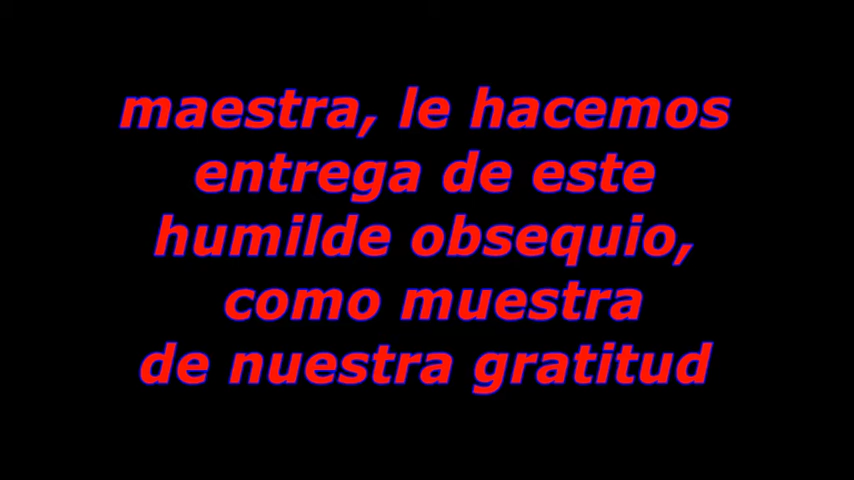 maestra, le hacemos
entrega de este
humilde obsequio,
como muestra
de nuestra gratitud